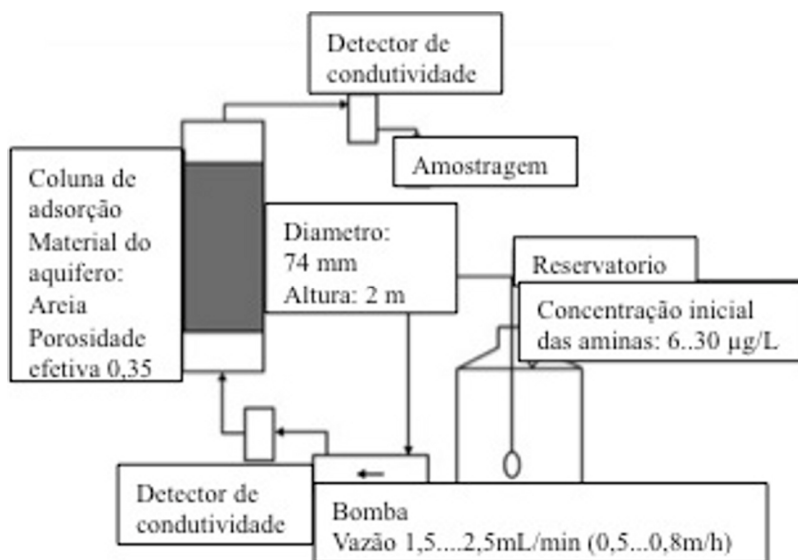 Detector de
condutividade
Amostragem
Coluna de
adsorção
Material do
aquifero:
Areia
Porosidade
efetiva 0,35
Diametro:
74 mm
Altura: 2 m
Reservatorio
Concentração inicial
das aminas: 6..30 µg/L
Detector de
condutividade
Bomba
Vazão 1,5....2,5mL/min (0,5...0,8m/h)